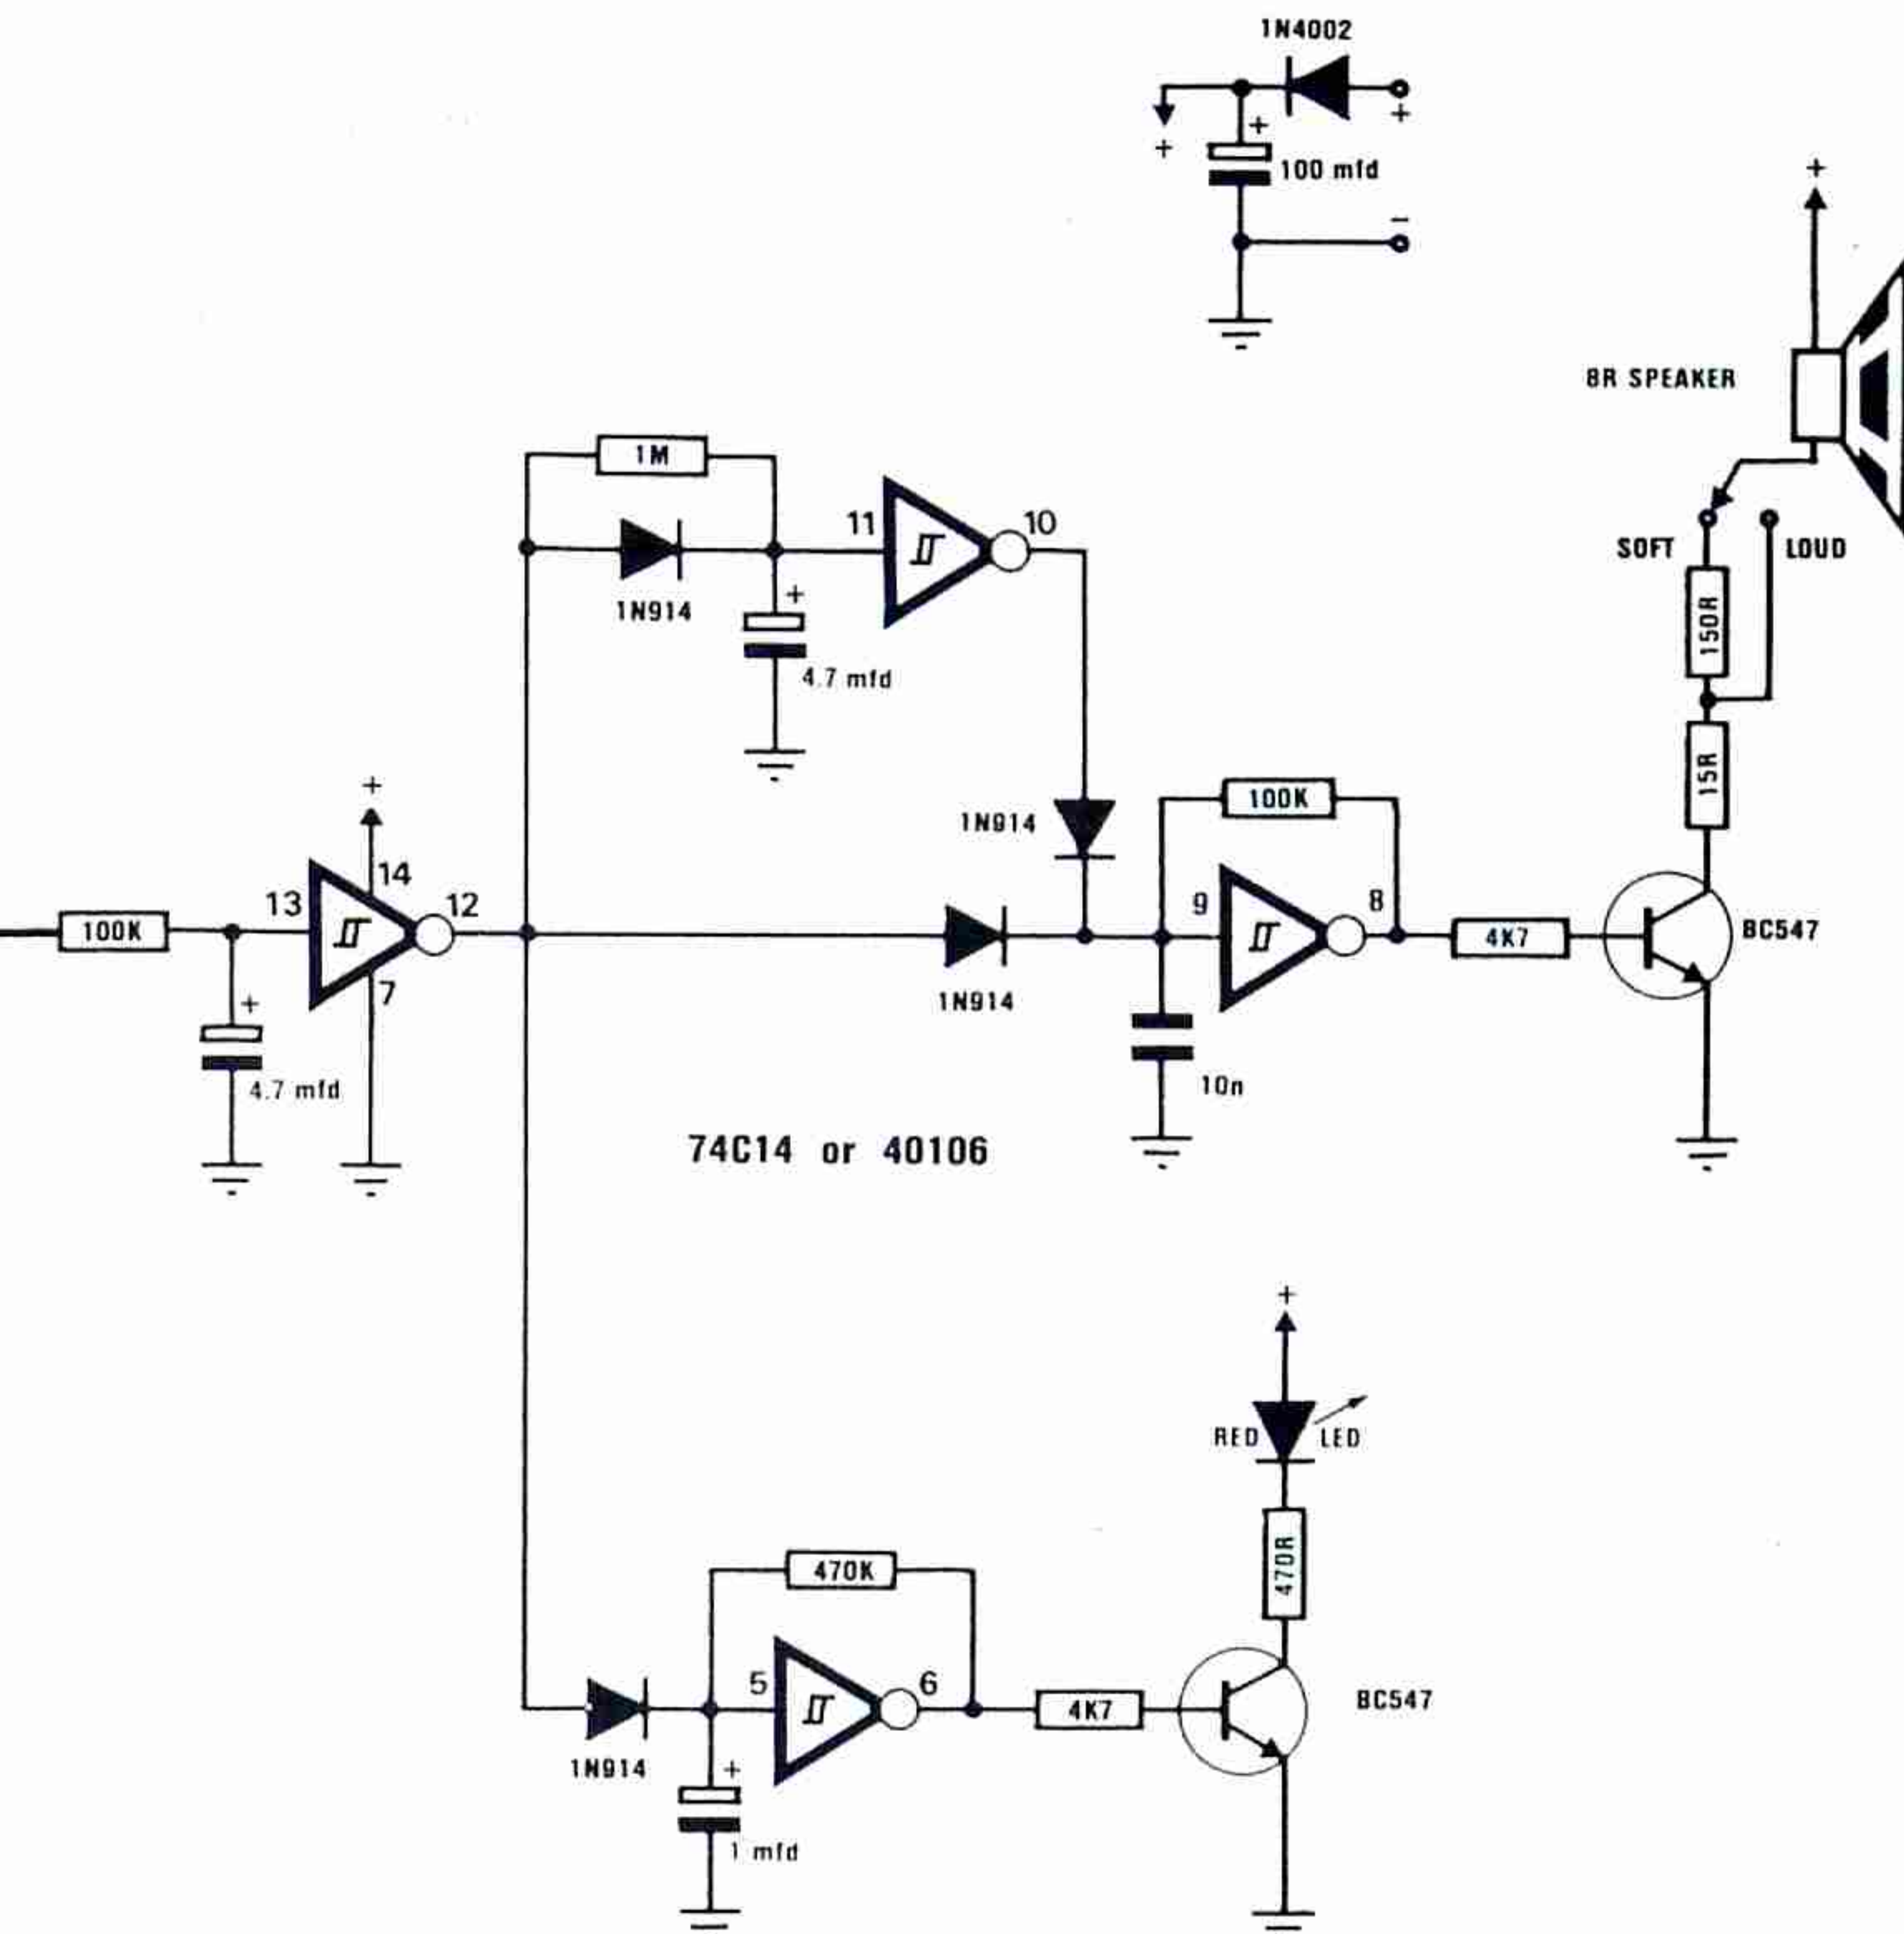 1N4002
+
+
+
100 mfd
−
+
8R SPEAKER
SOFT
LOUD
150R
15R
1M
11
10
1N914
+
4.7 mfd
+
14
13
12
100K
7
+
4.7 mfd
1N914
100K
9
8
4K7
BC547
1N914
10n
74C14 or 40106
+
RED
LED
470R
470K
5
6
4K7
BC547
1N914
+
1 mfd